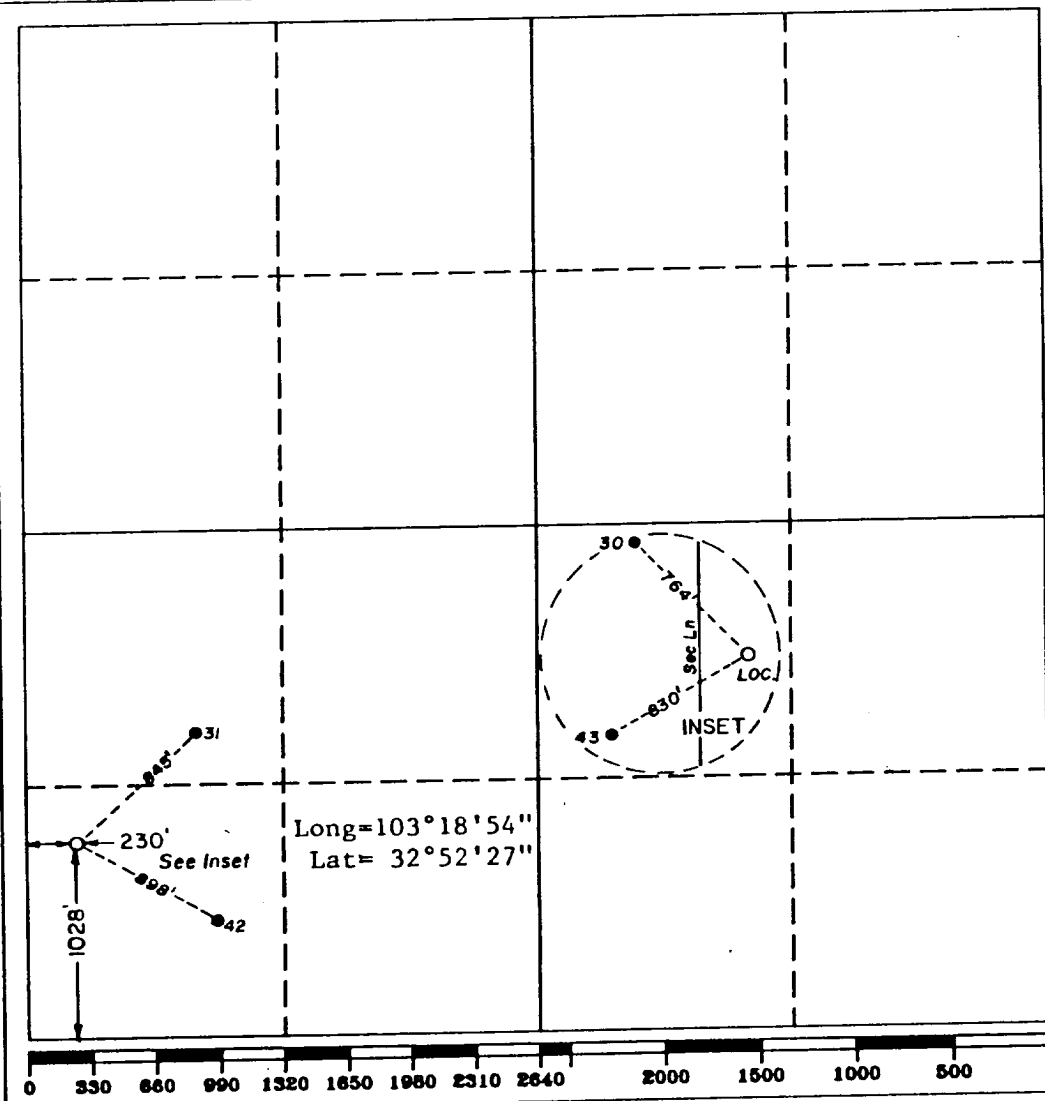 30
764'
Sec Ln
LOC.
830'
43
INSET
31
845'
Long=103°18'54"
230'
See Inset
Lat= 32°52'27"
898'
42
1028'
0 330 660 990 1320 1650 1980 2310 2640 2000 1500 1000 500